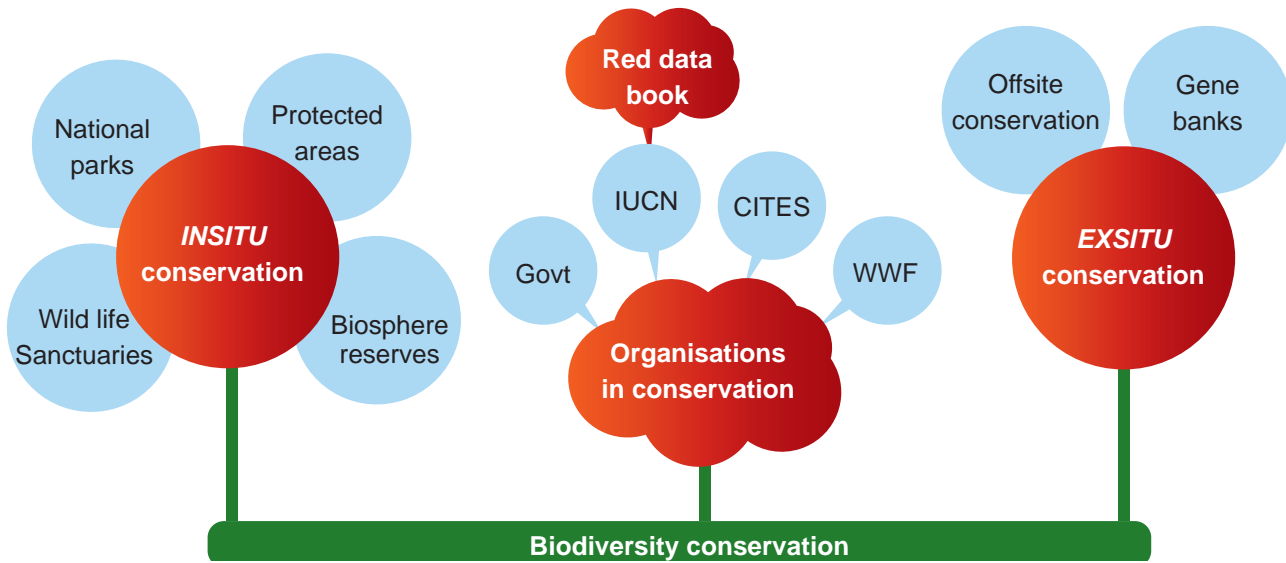 National
parks
Protected
areas
INSITU
conservation
Wild life
Sanctuaries
Biosphere
reserves
Red data
book
IUCN
CITES
Govt
WWF
Organisations
in conservation
Offsite
conservation
Gene
banks
EXSITU
conservation
Biodiversity conservation